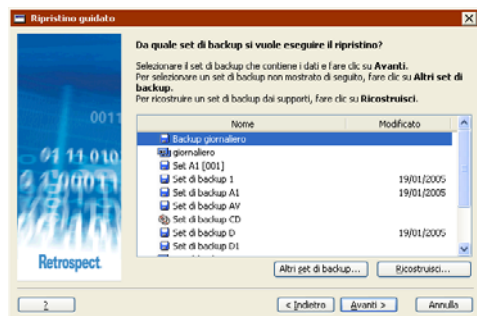 Ripristino guidato
Da quale set di backup si vuole eseguire il ripristino?
Selezionare il set di backup che contiene i dati e fare clic su Avanti.
Per selezionare un set di backup non mostrato di seguito, fare clic su Altri set di
backup.
Per ricostruire un set di backup dai supporti, fare clic su Ricostruisci.
Nome Modificato
Backup giornaliero
giornaliero
Set A1 [001]
Set di backup 1 19/01/2005
Set di backup A1 19/01/2005
Set di backup AV
Set di backup CD
Set di backup D 19/01/2005
Set di backup D1
Retrospect
Altri set di backup... Ricostruisci...
? < Indietro Avanti > Annulla